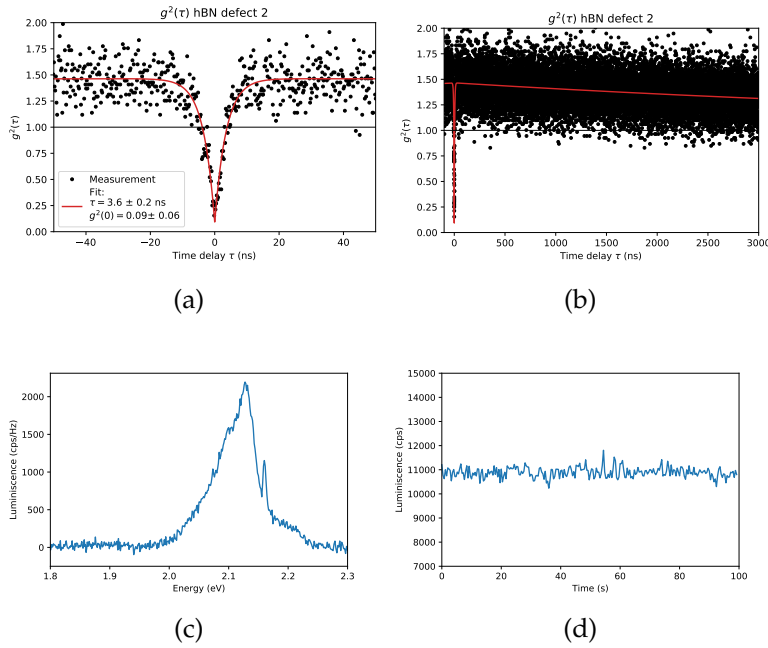 g²(τ) hBN defect 2
2.00
1.75
1.50
1.25
1.00
0.75
0.50
0.25
0.00
g²(τ)
Measurement
Fit:
τ = 3.6 ± 0.2 ns
g²(0) = 0.09± 0.06
−40 −20 0 20 40
Time delay τ (ns)
(a)
g²(τ) hBN defect 2
2.00
1.75
1.50
1.25
1.00
0.75
0.50
0.25
0.00
g²(τ)
0 500 1000 1500 2000 2500 3000
Time delay τ (ns)
(b)
2000
1500
1000
500
0
Luminiscence (cps/Hz)
1.8 1.9 2.0 2.1 2.2 2.3
Energy (eV)
(c)
15000
14000
13000
12000
11000
10000
9000
8000
7000
Luminiscence (cps)
0 20 40 60 80 100
Time (s)
(d)